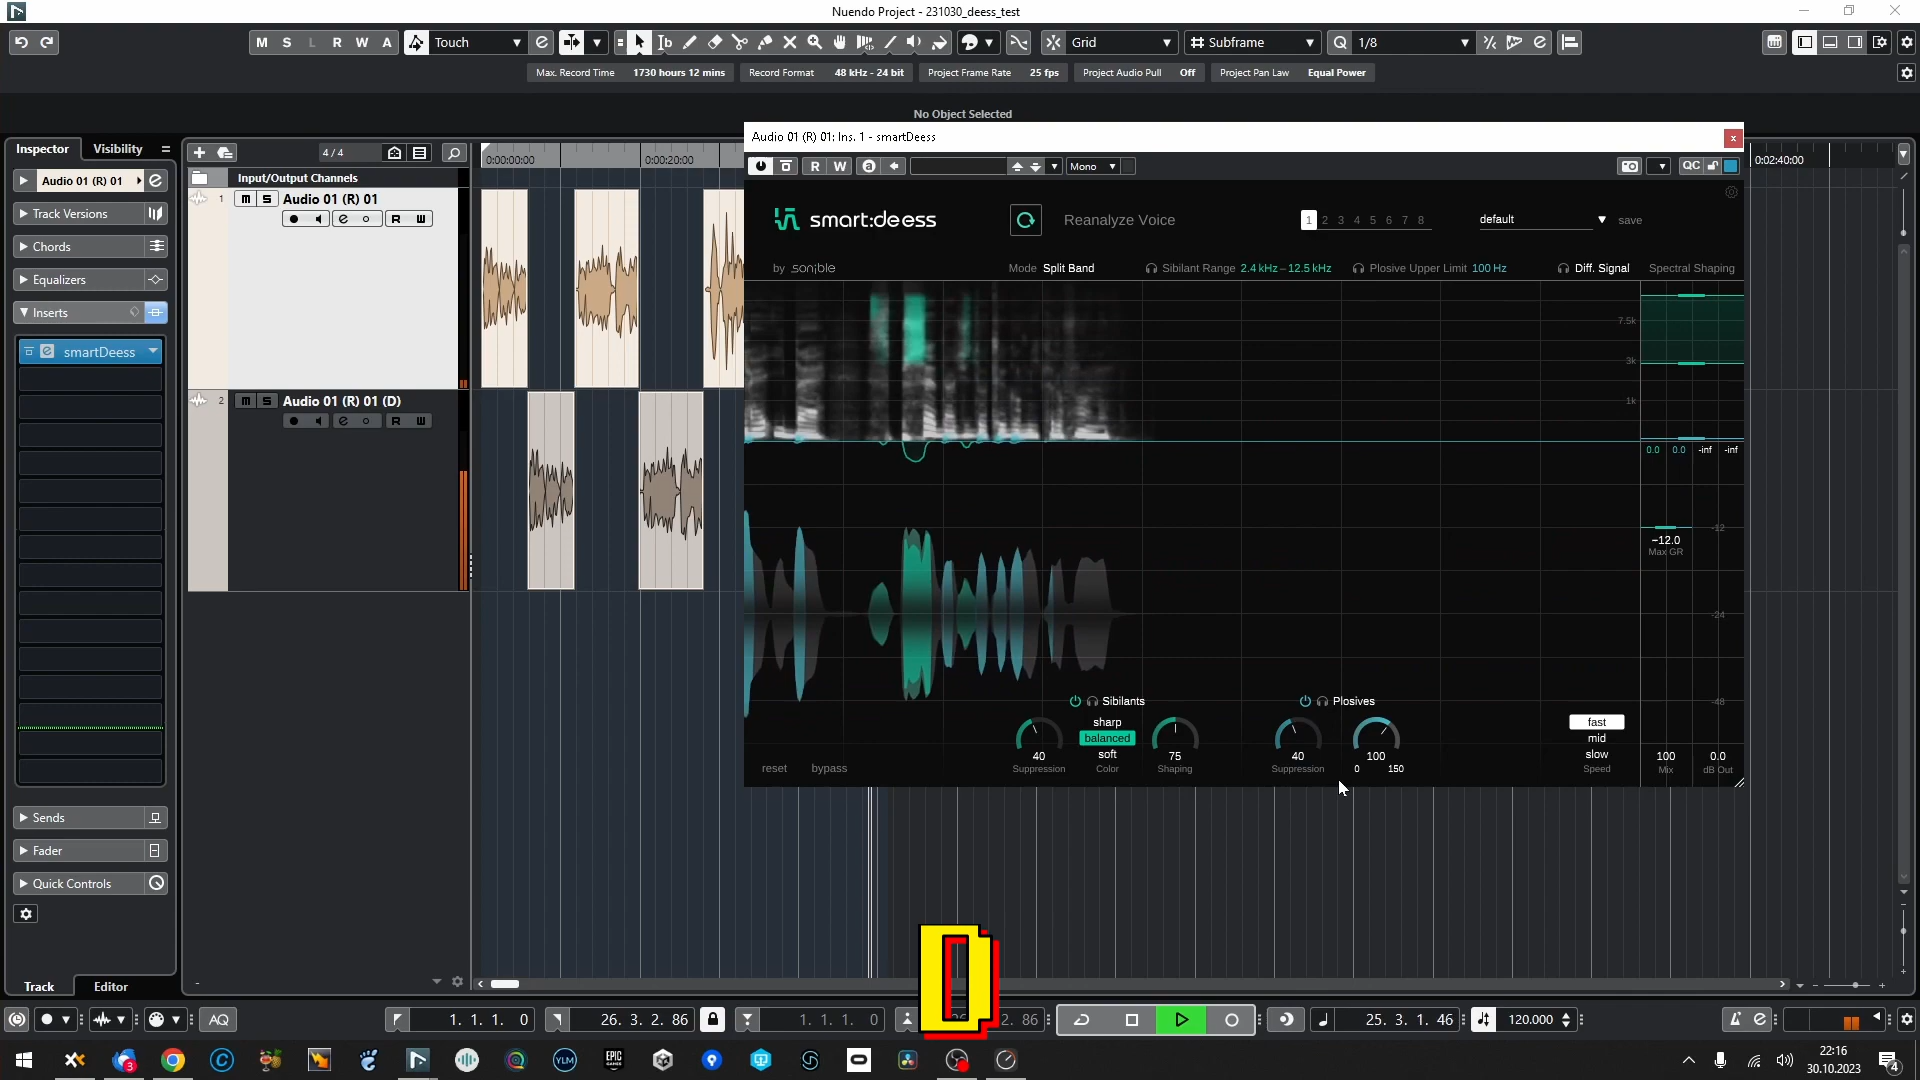 Nuendo Project - 231030_deess_test
M S L R W A Touch Grid Subframe Q 1/8
Max. Record Time 1730 hours 12 mins Record Format 48 kHz - 24 bit Project Frame Rate 25 fps Project Audio Pull Off Project Pan Law Equal Power
No Object Selected
Inspector Visibility 4 / 4 0:00:00:00 0:00:20:00 0:02:40:00
Audio 01 (R) 01: Ins. 1 - smartDeess
R W a Mono QC
Audio 01 (R) 01
Track Versions
Chords
Equalizers
Inserts
smartDeess
Sends
Fader
Quick Controls
Track Editor
Input/Output Channels
1 m S Audio 01 (R) 01
e R W
2 m S Audio 01 (R) 01 (D)
e R W
smart:deess Reanalyze Voice 1 2 3 4 5 6 7 8 default save
by sonible Mode Split Band Sibilant Range 2.4 kHz – 12.5 kHz Plosive Upper Limit 100 Hz Diff. Signal Spectral Shaping
7.5k
3k
1k
0.0 0.0 -inf -inf
-12
-12.0
Max GR
-24
-48
Sibilants Plosives
sharp
balanced
soft
40 75 40 100
Suppression Color Shaping Suppression 0 150
fast
mid
slow
Speed
100 0.0
Mix dB Out
reset bypass
D
AQ 1. 1. 1. 0 26. 3. 2. 86 1. 1. 1. 0 2. 86 25. 3. 1. 46 120.000
3 YLM EPIC GAMES 22:16
30.10.2023 4